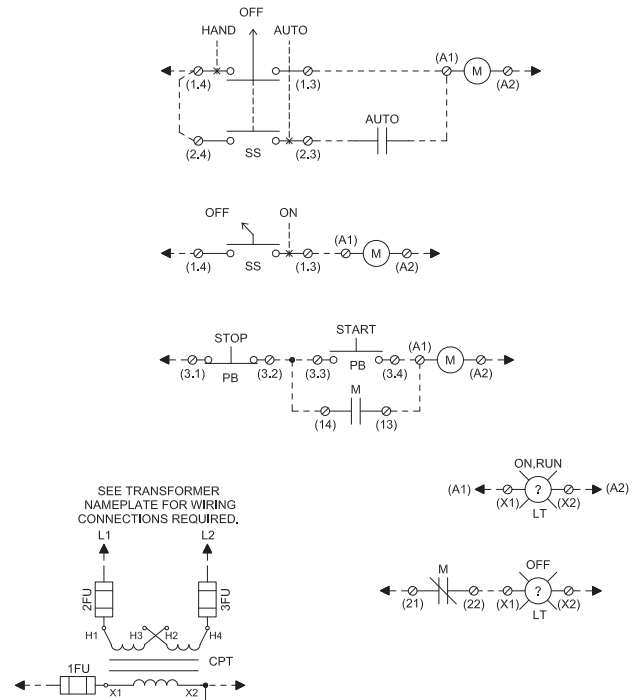 OFF
HAND AUTO
(A1)
M
(1.4) (1.3) (A2)
AUTO
(2.4) SS (2.3)
OFF ON
(A1)
M
(1.4) SS (1.3) (A2)
STOP START (A1)
M
(3.1) PB (3.2) (3.3) PB (3.4) (A2)
M
(14) (13)
ON,RUN
(A1) ? (A2)
(X1) LT (X2)
SEE TRANSFORMER
NAMEPLATE FOR WIRING
CONNECTIONS REQUIRED.
L1 L2
2FU 3FU
M OFF
?
(21) (22) (X1) LT (X2)
H1 H3 H2 H4
CPT
1FU
X1 X2